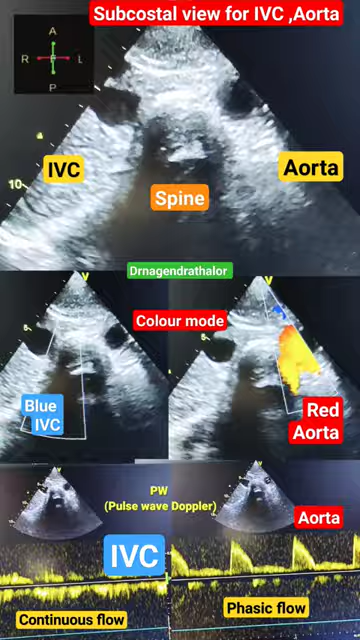 Subcostal view for IVC ,Aorta
A
R L
P
IVC
Aorta
10
Spine
Drnagendrathalor
V
Colour mode
V
5
Blue
IVC
Red
Aorta
PW
(Pulse wave Doppler)
Aorta
IVC
Continuous flow
Phasic flow